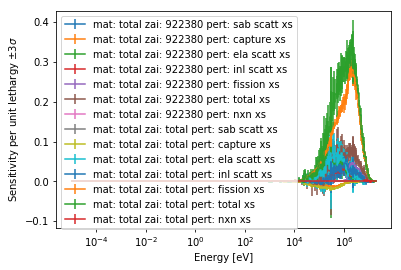 Sensitivity per unit lethargy ±3σ
0.4
0.3
0.2
0.1
0.0
−0.1
mat: total zai: 922380 pert: sab scatt xs
mat: total zai: 922380 pert: capture xs
mat: total zai: 922380 pert: ela scatt xs
mat: total zai: 922380 pert: inl scatt xs
mat: total zai: 922380 pert: fission xs
mat: total zai: 922380 pert: total xs
mat: total zai: 922380 pert: nxn xs
mat: total zai: total pert: sab scatt xs
mat: total zai: total pert: capture xs
mat: total zai: total pert: ela scatt xs
mat: total zai: total pert: inl scatt xs
mat: total zai: total pert: fission xs
mat: total zai: total pert: total xs
mat: total zai: total pert: nxn xs
10⁻⁴ 10⁻² 10⁰ 10² 10⁴ 10⁶
Energy [eV]